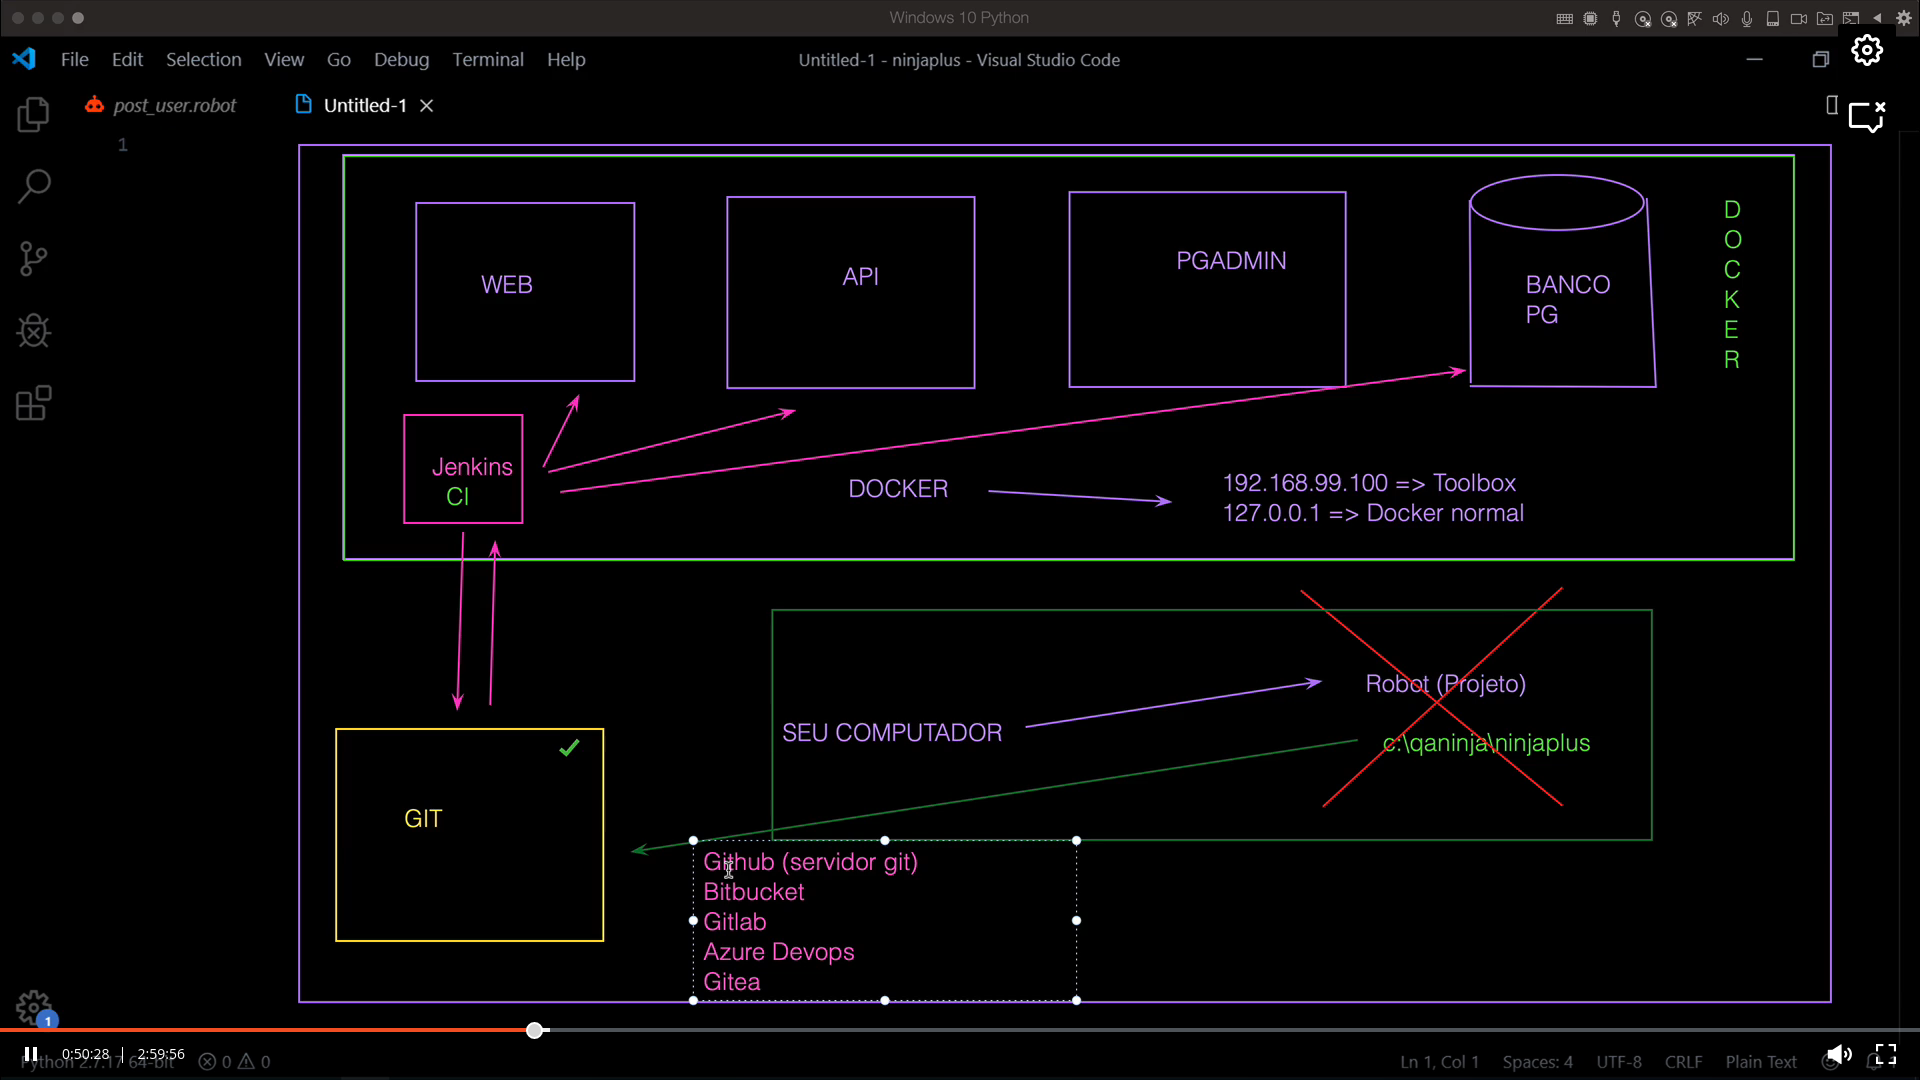 Windows 10 Python
File Edit Selection View Go Debug Terminal Help
Untitled-1 - ninjaplus - Visual Studio Code
post_user.robot
Untitled-1
1
WEB
API
PGADMIN
BANCO
PG
D
O
C
K
E
R
Jenkins
CI
DOCKER
192.168.99.100 => Toolbox
127.0.0.1 => Docker normal
SEU COMPUTADOR
Robot (Projeto)
c:\qaninja\ninjaplus
GIT
Github (servidor git)
Bitbucket
Gitlab
Azure Devops
Gitea
1
0:50:28 2:59:56
Python 2.7.17 64-bit 0 0
Ln 1, Col 1 Spaces: 4 UTF-8 CRLF Plain Text